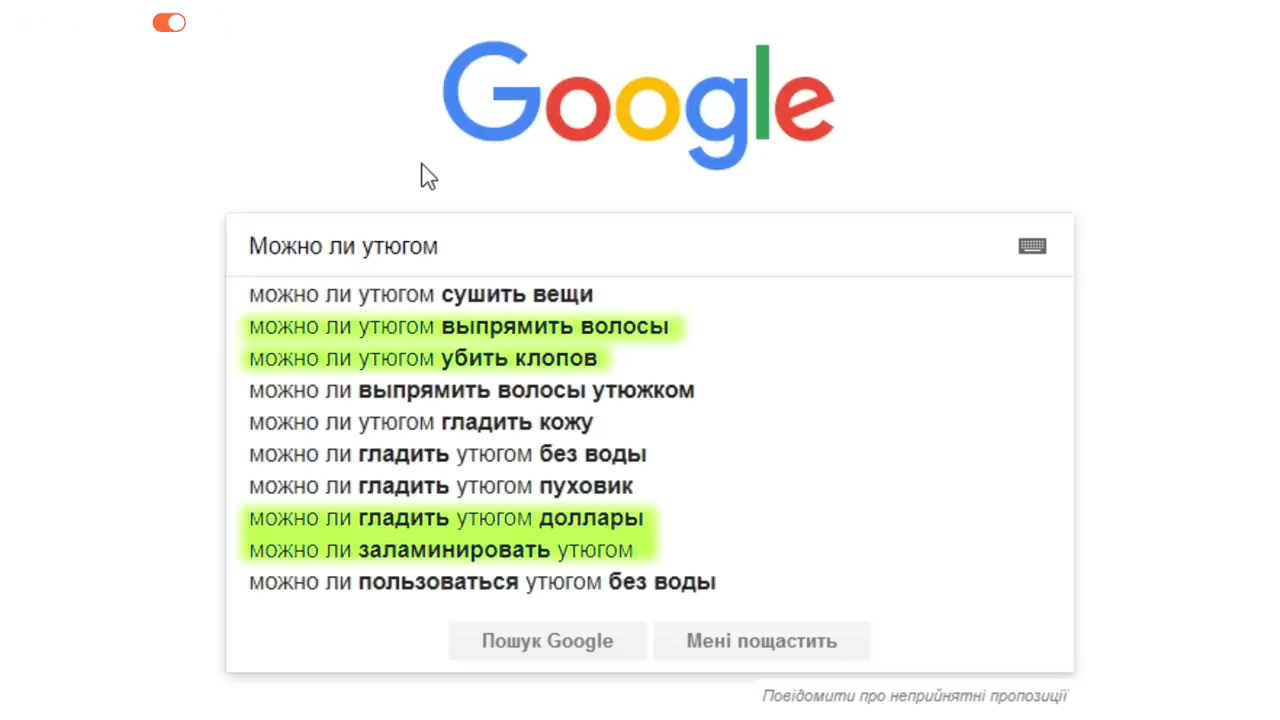 Google
Можно ли утюгом
можно ли утюгом сушить вещи
можно ли утюгом выпрямить волосы
можно ли утюгом убить клопов
можно ли выпрямить волосы утюжком
можно ли утюгом гладить кожу
можно ли гладить утюгом без воды
можно ли гладить утюгом пуховик
можно ли гладить утюгом доллары
можно ли заламинировать утюгом
можно ли пользоваться утюгом без воды
Пошук Google Мені пощастить
Повідомити про неприйнятні пропозиції